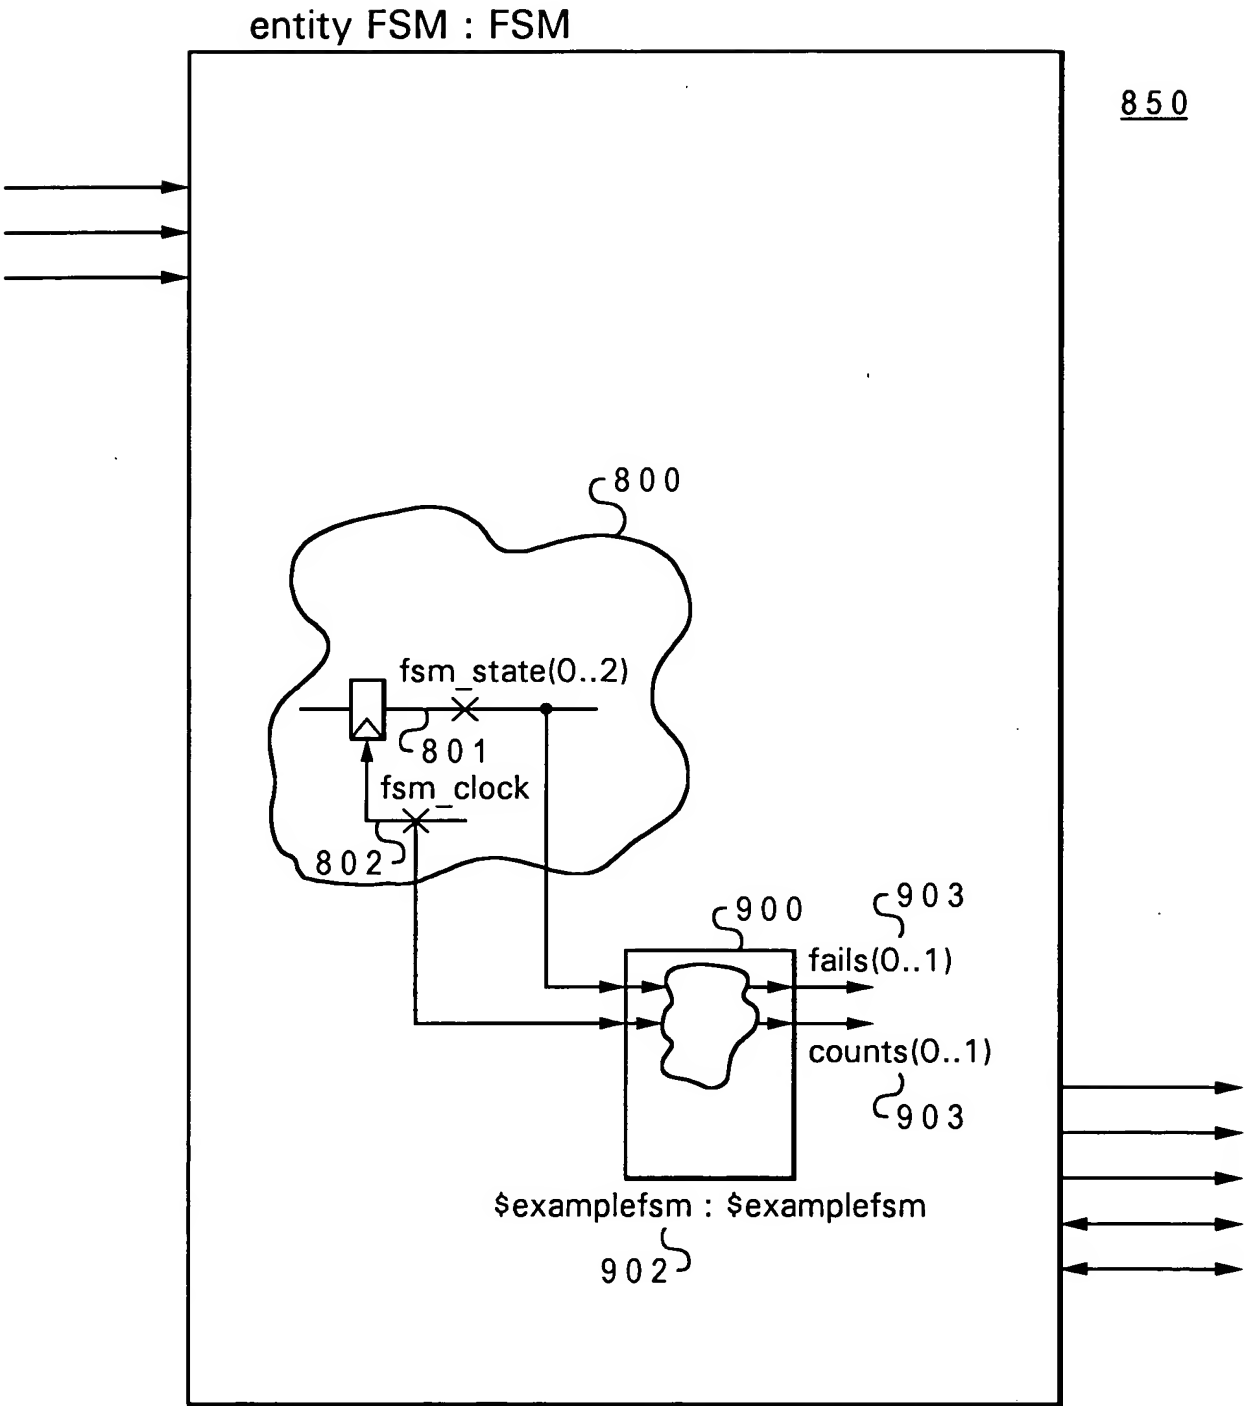 entity FSM : FSM
850
800
fsm_state(0..2)
801
fsm_clock
802
903
900
fails(0..1)
counts(0..1)
903
$examplefsm : $examplefsm
902